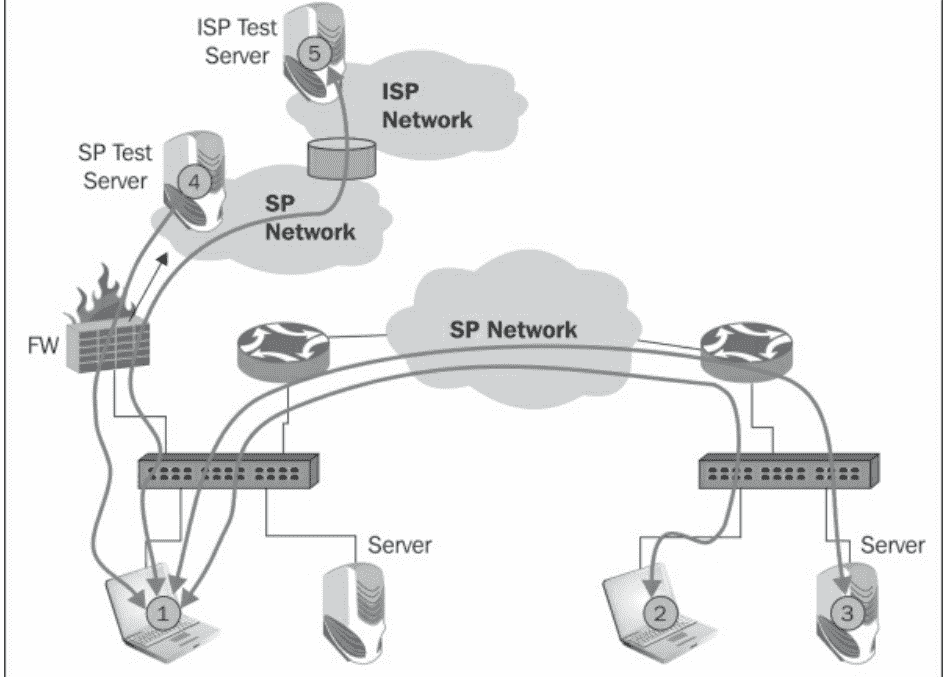 ISP Test
Server
5
ISP
Network
SP Test
Server
4
SP
Network
FW
SP Network
Server
Server
1
2
3